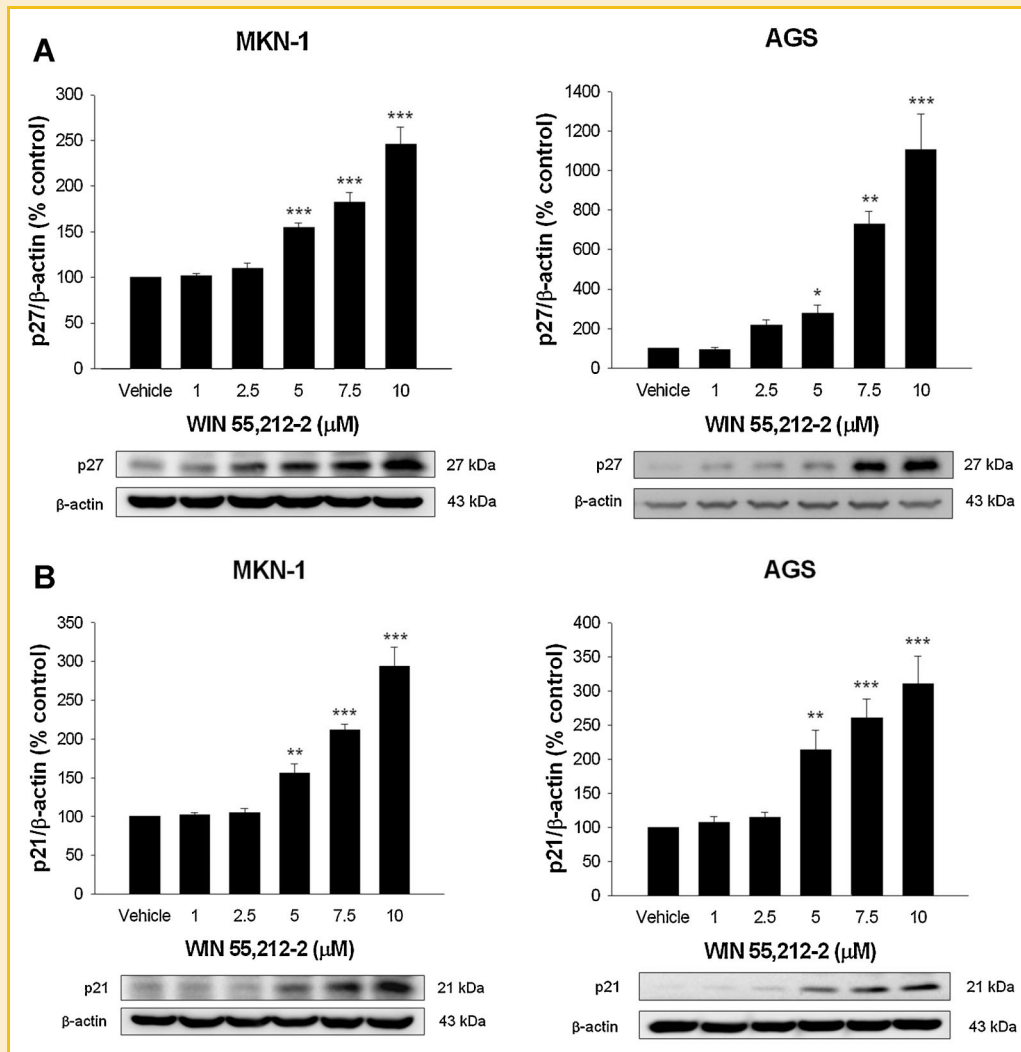 A
MKN-1
p27/β-actin (% control)
300
250
200
150
100
50
0
***
***
***
Vehicle 1 2.5 5 7.5 10
WIN 55,212-2 (μM)
p27 27 kDa
β-actin 43 kDa
AGS
p27/β-actin (% control)
1400
1200
1000
800
600
400
200
0
*
**
***
Vehicle 1 2.5 5 7.5 10
WIN 55,212-2 (μM)
p27 27 kDa
β-actin 43 kDa
B
MKN-1
p21/β-actin (% control)
350
300
250
200
150
100
50
0
**
***
***
Vehicle 1 2.5 5 7.5 10
WIN 55,212-2 (μM)
p21 21 kDa
β-actin 43 kDa
AGS
p21/β-actin (% control)
400
350
300
250
200
150
100
50
0
**
***
***
Vehicle 1 2.5 5 7.5 10
WIN 55,212-2 (μM)
p21 21 kDa
β-actin 43 kDa